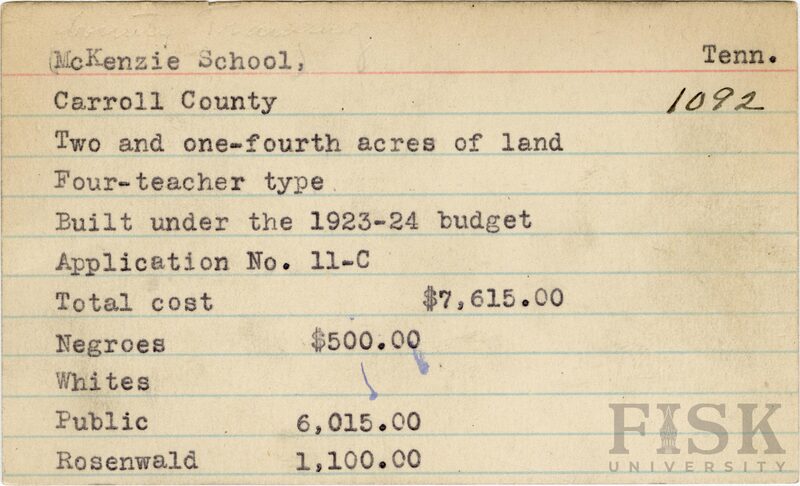 McKenzie School, Tenn.
Carroll County 1092
Two and one-fourth acres of land
Four-teacher type
Built under the 1923-24 budget
Application No. 11-C
Total cost $7,615.00
Negroes $500.00
Whites
Public 6,015.00
Rosenwald 1,100.00
FISK
UNIVERSITY